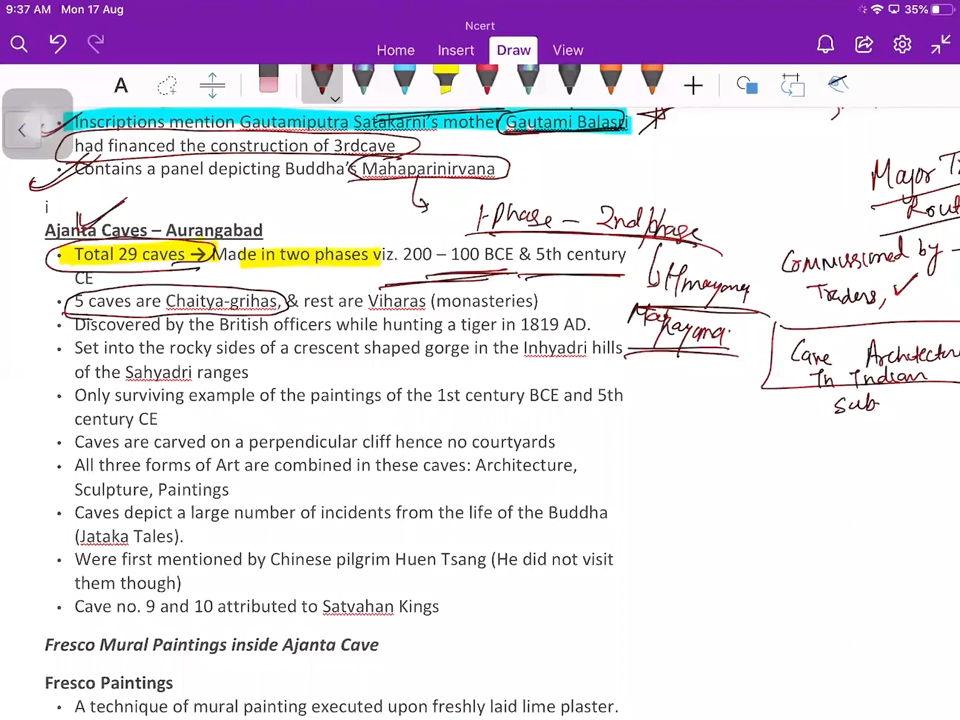 9:37 AM Mon 17 Aug
35%
Ncert
Home Insert Draw View
A
Inscriptions mention Gautamiputra Satakarni's mother Gautami Balasri
had financed the construction of 3rdcave
Contains a panel depicting Buddha's Mahaparinirvana
i
Major
1-Phase – 2nd phase
Ajanta Caves – Aurangabad
Total 29 caves → Made in two phases viz. 200 – 100 BCE & 5th century
CE
Commissioned by –
Traders, ✓
5 caves are Chaitya-grihas, & rest are Viharas (monasteries)
Discovered by the British officers while hunting a tiger in 1819 AD.
Set into the rocky sides of a crescent shaped gorge in the Inhyadri hills
of the Sahyadri ranges
Cave
In Indian
Sub
Only surviving example of the paintings of the 1st century BCE and 5th
century CE
Caves are carved on a perpendicular cliff hence no courtyards
All three forms of Art are combined in these caves: Architecture,
Sculpture, Paintings
Caves depict a large number of incidents from the life of the Buddha
(Jataka Tales).
Were first mentioned by Chinese pilgrim Huen Tsang (He did not visit
them though)
Cave no. 9 and 10 attributed to Satvahan Kings
Fresco Mural Paintings inside Ajanta Cave
Fresco Paintings
A technique of mural painting executed upon freshly laid lime plaster.